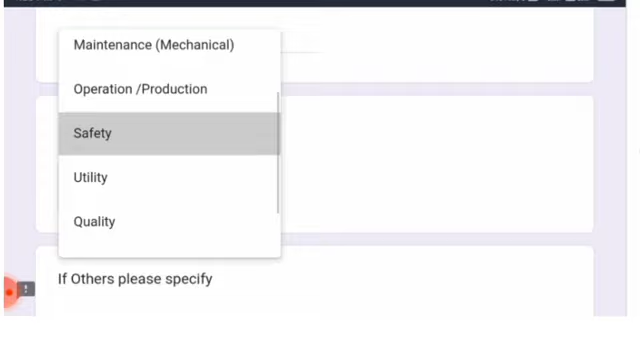 Maintenance (Mechanical)
Operation /Production
Safety
Utility
Quality
If Others please specify